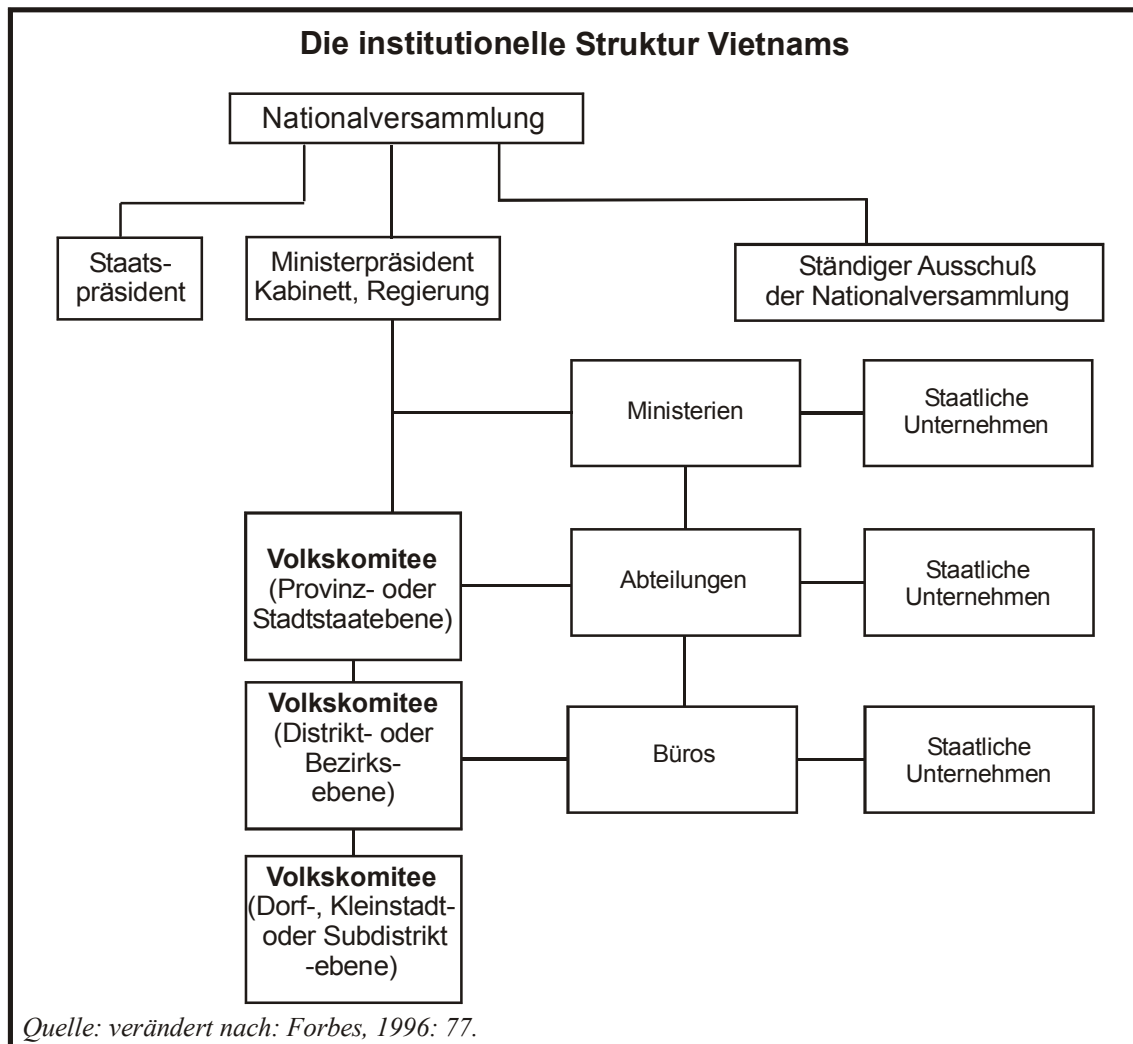 Die institutionelle Struktur Vietnams
Nationalversammlung
Staats-
präsident
Ministerpräsident
Kabinett, Regierung
Ständiger Ausschuß
der Nationalversammlung
Ministerien
Staatliche
Unternehmen
Volkskomitee
(Provinz- oder
Stadtstaatebene)
Abteilungen
Staatliche
Unternehmen
Volkskomitee
(Distrikt- oder
Bezirks-
ebene)
Büros
Staatliche
Unternehmen
Volkskomitee
(Dorf-, Kleinstadt-
oder Subdistrikt
-ebene)
Quelle: verändert nach: Forbes, 1996: 77.